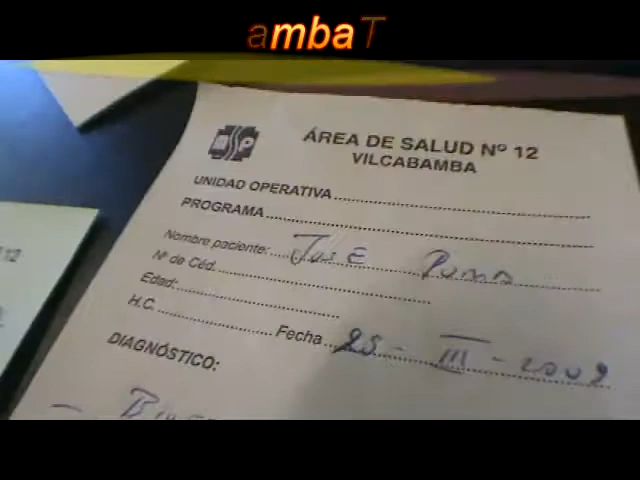 ambaT
ÁREA DE SALUD Nº 12
VILCABAMBA
UNIDAD OPERATIVA
PROGRAMA
Nombre paciente: José Puma
Nº de Céd.
Edad:
H.C. Fecha 25 - III - 2009
DIAGNÓSTICO:
12